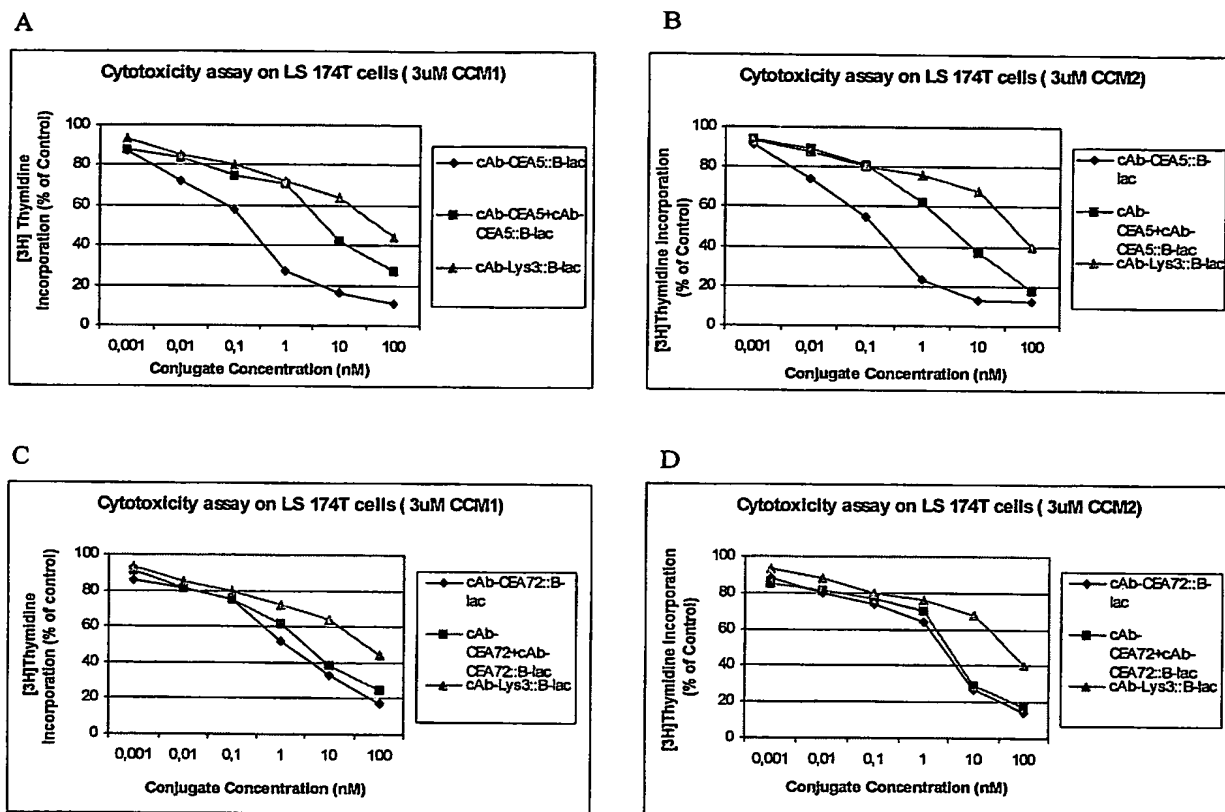 A
Cytotoxicity assay on LS 174T cells ( 3uM CCM1)
[3H] Thymidine
Incorporation (% of Control)
100
80
60
40
20
0
0,001 0,01 0,1 1 10 100
Conjugate Concentration (nM)
cAb-CEA5::B-lac
cAb-CEA5+cAb-
CEA5::B-lac
cAb-Lys3::B-lac
B
Cytotoxicity assay on LS 174T cells ( 3uM CCM2)
[3H]Thymidine Incorporation
(% of Control)
100
80
60
40
20
0
0,001 0,01 0,1 1 10 100
Conjugate Concentration (nM)
cAb-CEA5::B-
lac
cAb-
CEA5+cAb-
CEA5::B-lac
cAb-Lys3::B-lac
C
Cytotoxicity assay on LS 174T cells ( 3uM CCM1)
[3H]Thymidine
Incorporation (% of control)
100
80
60
40
20
0
0,001 0,01 0,1 1 10 100
Conjugate Concentration (nM)
cAb-CEA72::B-
lac
cAb-
CEA72+cAb-
CEA72::B-lac
cAb-Lys3::B-lac
D
Cytotoxicity assay on LS 174T cells ( 3uM CCM2)
[3H]Thymidine Incorporation
(% of Control)
100
80
60
40
20
0
0,001 0,01 0,1 1 10 100
Conjugate Concentration (nM)
cAb-CEA72::B-
lac
cAb-
CEA72+cAb-
CEA72::B-lac
cAb-Lys3::B-lac